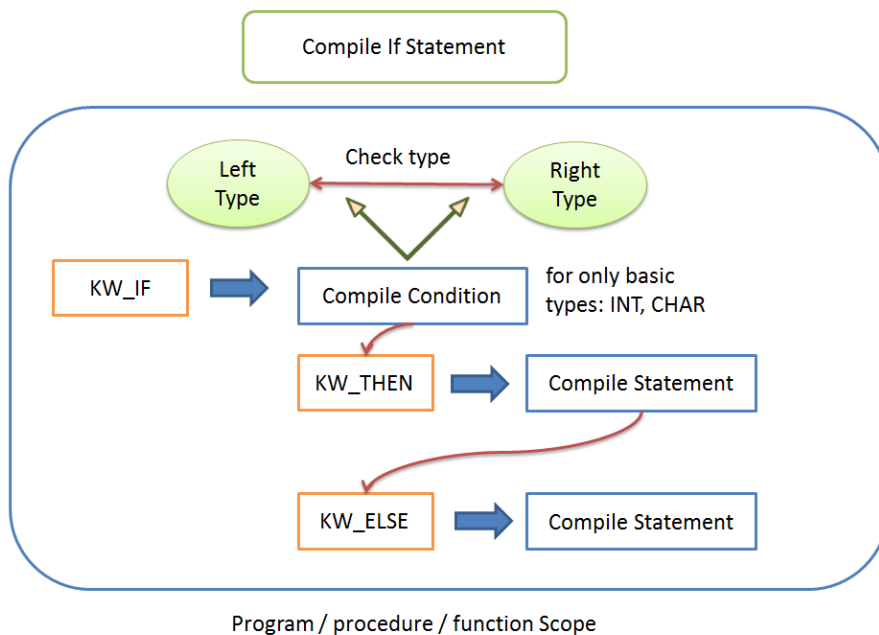 Compile If Statement
Check type
Left
Type
Right
Type
KW_IF
Compile Condition
for only basic
types: INT, CHAR
KW_THEN
Compile Statement
KW_ELSE
Compile Statement
Program / procedure / function Scope